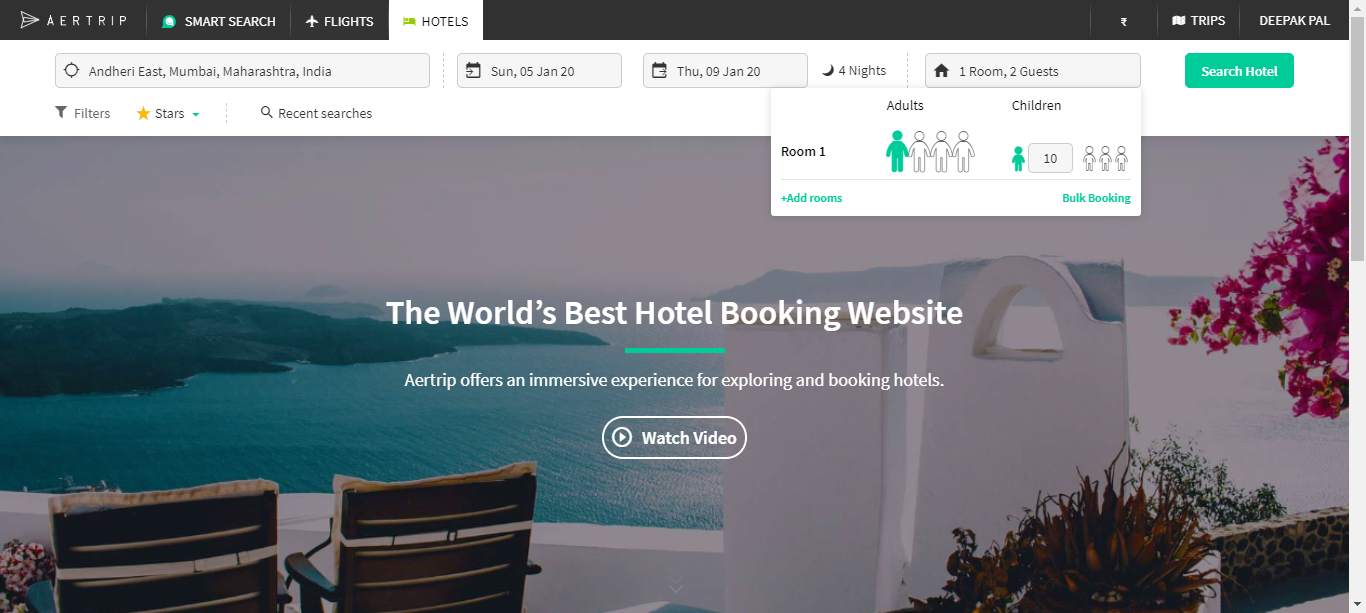 AERTRIP SMART SEARCH FLIGHTS HOTELS ₹ TRIPS DEEPAK PAL
Andheri East, Mumbai, Maharashtra, India Sun, 05 Jan 20 Thu, 09 Jan 20 4 Nights 1 Room, 2 Guests Search Hotel
Filters Stars Recent searches
Adults Children
Room 1 10
+Add rooms Bulk Booking
The World’s Best Hotel Booking Website
Aertrip offers an immersive experience for exploring and booking hotels.
Watch Video